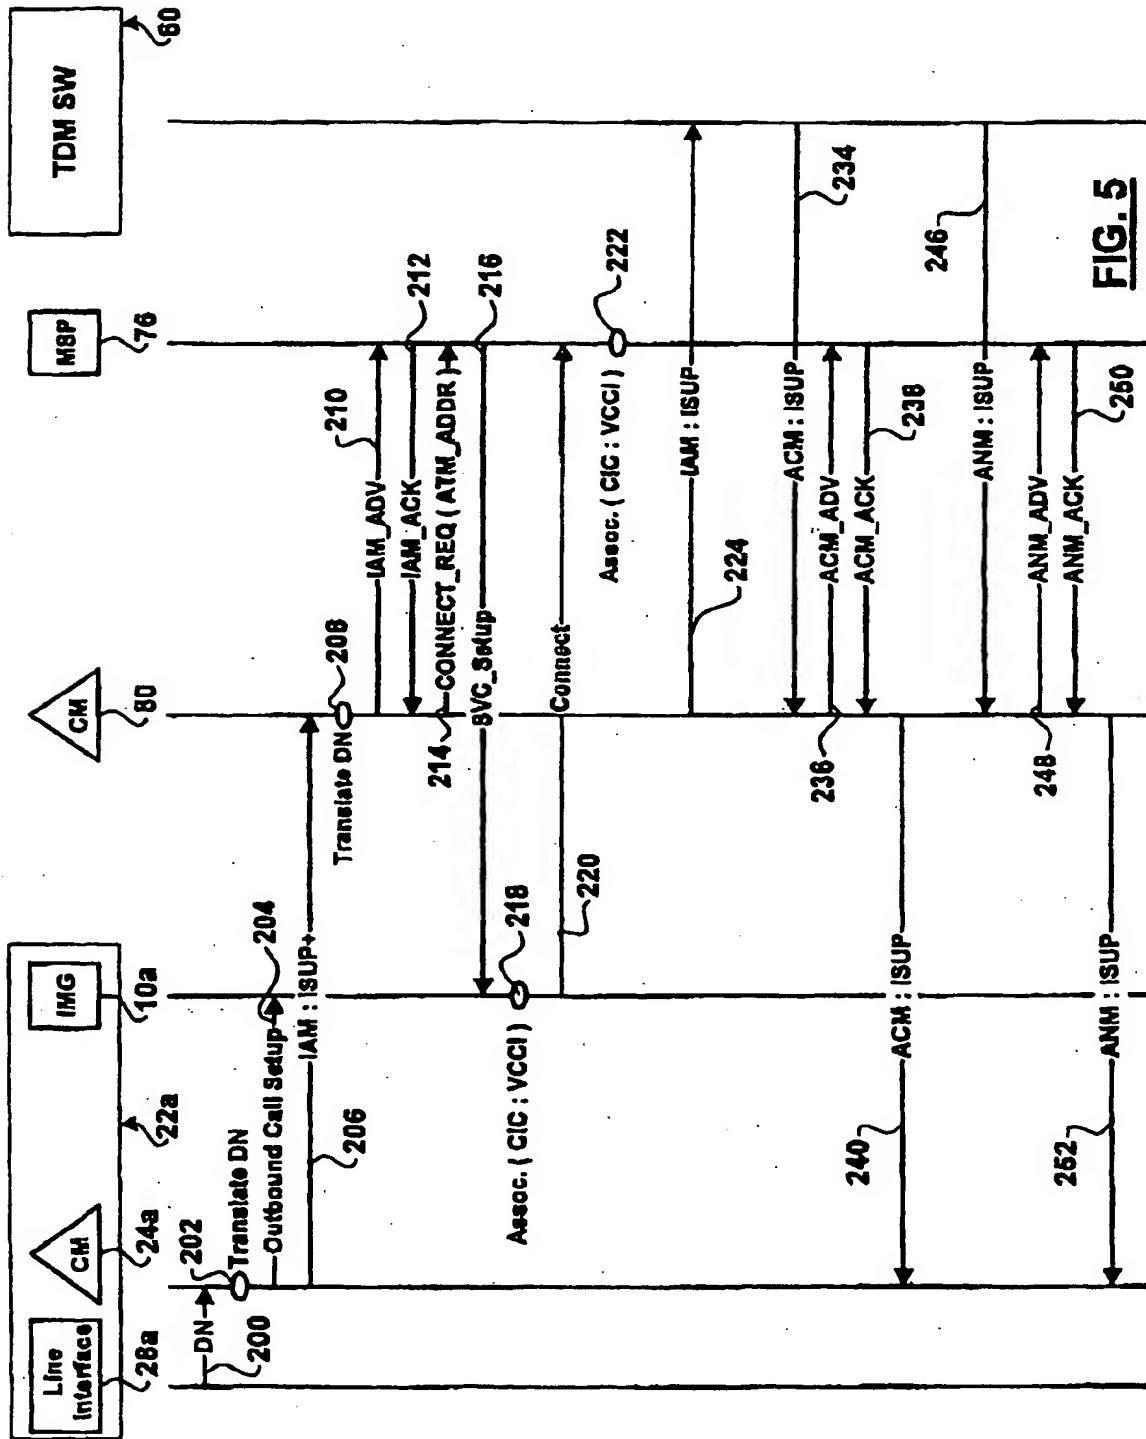 Line
Interface
28a
CM
24a
22a
IMG
10a
CM
80
MSP
76
TDM SW
60
DN
200
202
Translate DN
Outbound Call Setup
204
IAM : ISUP+
206
Translate DN
208
IAM_ADV
210
IAM_ACK
212
214
CONNECT_REQ ( ATM_ADDR )
SVC_Setup
216
Assoc. ( CIC : VCCI )
218
Connect
220
Assoc. ( CIC : VCCI )
222
IAM : ISUP
224
ACM : ISUP
234
ACM_ADV
236
ACM_ACK
238
ACM : ISUP
240
ANM : ISUP
246
ANM_ADV
248
ANM_ACK
250
ANM : ISUP
252
FIG. 5